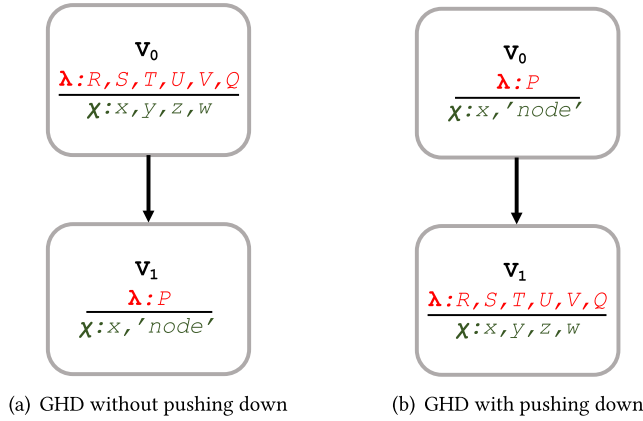 v₀
λ:R,S,T,U,V,Q
χ:x,y,z,w
v₁
λ:P
χ:x,'node'
(a) GHD without pushing down
v₀
λ:P
χ:x,'node'
v₁
λ:R,S,T,U,V,Q
χ:x,y,z,w
(b) GHD with pushing down